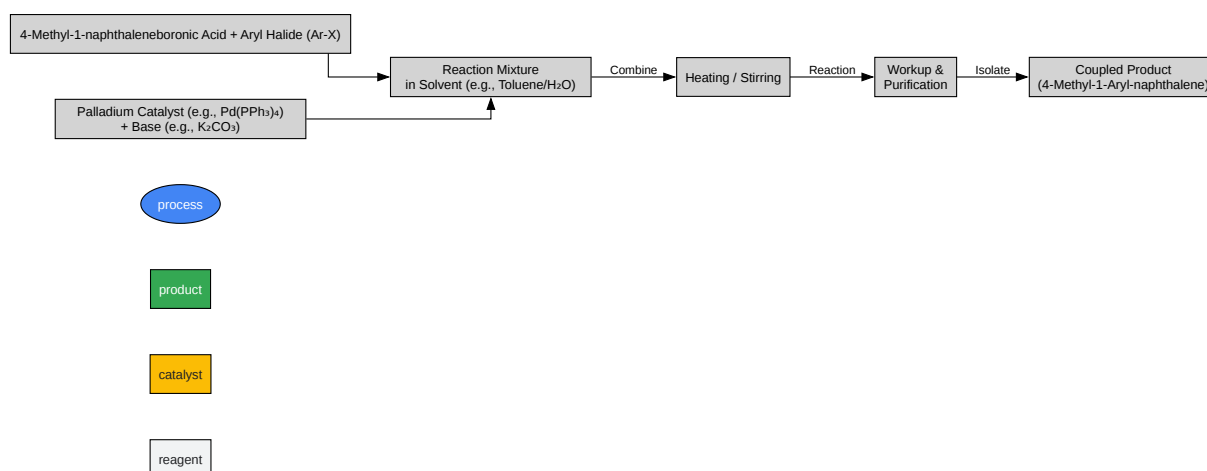 4-Methyl-1-naphthaleneboronic Acid + Aryl Halide (Ar-X)
Palladium Catalyst (e.g., Pd(PPh₃)₄)
+ Base (e.g., K₂CO₃)
Reaction Mixture
in Solvent (e.g., Toluene/H₂O)
Combine
Heating / Stirring
Reaction
Workup &
Purification
Isolate
Coupled Product
(4-Methyl-1-Aryl-naphthalene)
process
product
catalyst
reagent